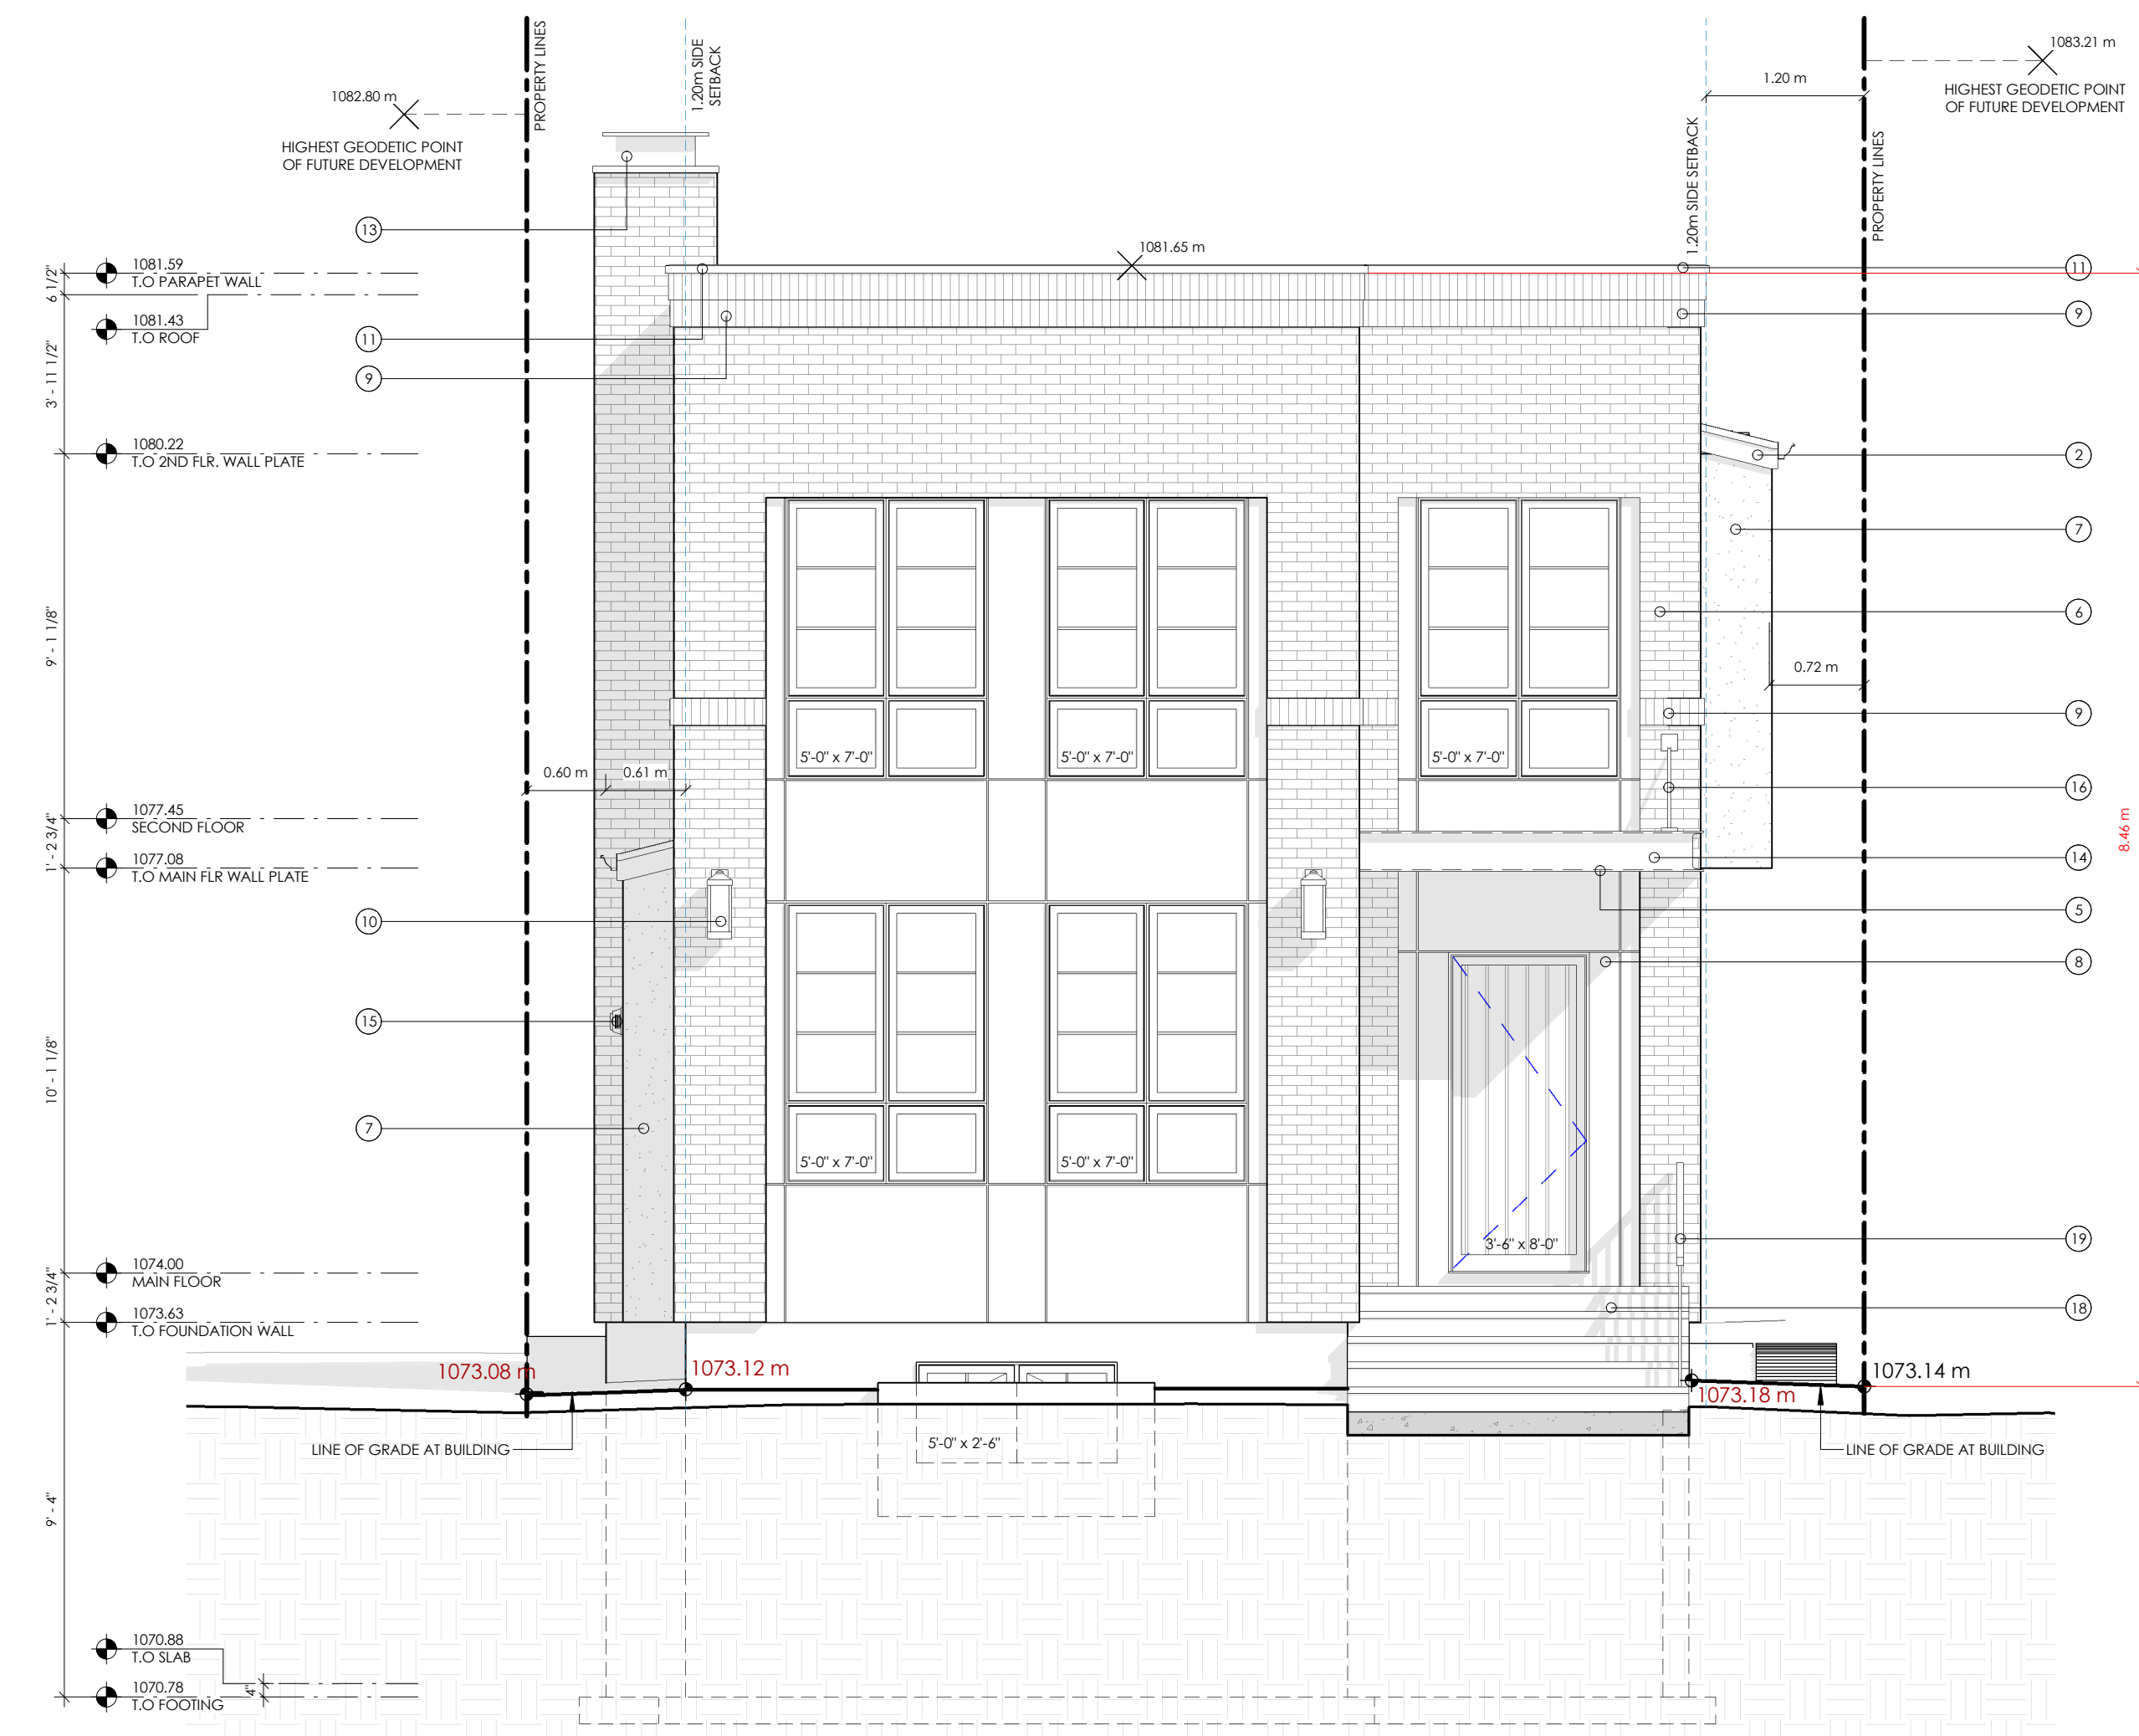 PROPERTY LINES
1.20m SIDE
SETBACK
1082.80 m
HIGHEST GEODETIC POINT
OF FUTURE DEVELOPMENT
1.20 m
1083.21 m
HIGHEST GEODETIC POINT
OF FUTURE DEVELOPMENT
1.20m SIDE SETBACK
PROPERTY LINES
13
1081.65 m
6 1/2"
1081.59
T.O PARAPET WALL
11
1081.43
T.O ROOF
11
9
3' - 11 1/2"
9
1080.22
T.O 2ND FLR. WALL PLATE
2
7
9' - 1 1/8"
6
0.72 m
9
5'-0" x 7'-0"
5'-0" x 7'-0"
5'-0" x 7'-0"
0.60 m
0.61 m
16
1077.45
SECOND FLOOR
1' - 2 3/4"
8.46 m
14
1077.08
T.O MAIN FLR WALL PLATE
10
5
8
15
10' - 1 1/8"
7
5'-0" x 7'-0"
5'-0" x 7'-0"
3'-6" x 8'-0"
19
1074.00
MAIN FLOOR
1' - 2 3/4"
18
1073.63
T.O FOUNDATION WALL
1073.08 m
1073.12 m
1073.14 m
1073.18 m
LINE OF GRADE AT BUILDING
5'-0" x 2'-6"
LINE OF GRADE AT BUILDING
9' - 4"
1070.88
T.O SLAB
4"
1070.78
T.O FOOTING